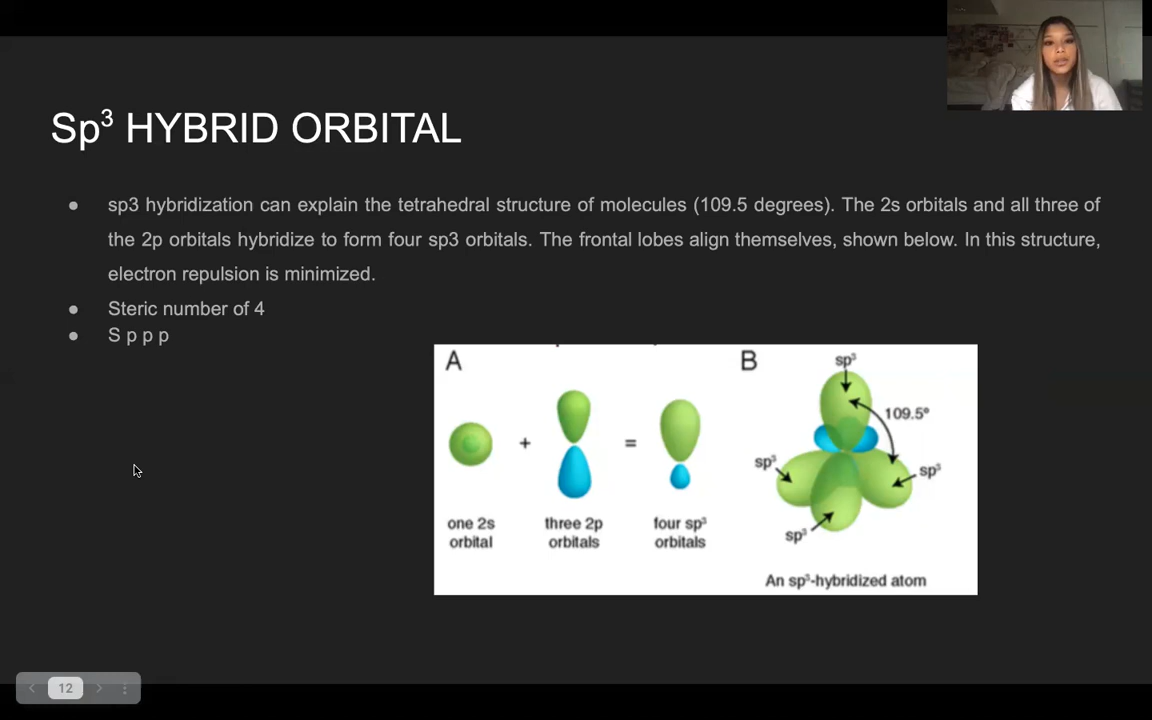 Sp³ HYBRID ORBITAL
● sp3 hybridization can explain the tetrahedral structure of molecules (109.5 degrees). The 2s orbitals and all three of
the 2p orbitals hybridize to form four sp3 orbitals. The frontal lobes align themselves, shown below. In this structure,
electron repulsion is minimized.
● Steric number of 4
● S p p p
A
+
=
one 2s
orbital
three 2p
orbitals
four sp³
orbitals
B
sp³
109.5º
sp³
sp³
sp³
An sp³-hybridized atom
12